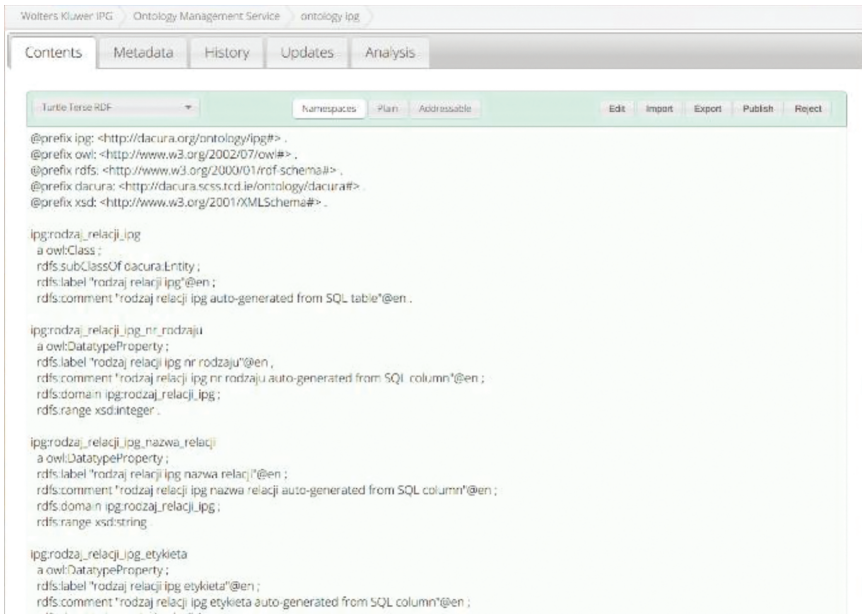 Wolters Kluwer IPG Ontology Management Service ontology ipg
Contents Metadata History Updates Analysis
Turtle Terse RDF Namespaces Plain Addressable Edit Import Export Publish Reject
@prefix ipg: <http://dacura.org/ontology/ipg#> .
@prefix owl: <http://www.w3.org/2002/07/owl#> .
@prefix rdfs: <http://www.w3.org/2000/01/rdf-schema#> .
@prefix dacura: <http://dacura.scss.tcd.ie/ontology/dacura#> .
@prefix xsd: <http://www.w3.org/2001/XMLSchema#> .
ipg:rodzaj_relacji_ipg
a owl:Class ;
rdfs:subClassOf dacura:Entity ;
rdfs:label "rodzaj relacji ipg"@en ;
rdfs:comment "rodzaj relacji ipg auto-generated from SQL table"@en .
ipg:rodzaj_relacji_ipg_nr_rodzaju
a owl:DatatypeProperty ;
rdfs:label "rodzaj relacji ipg nr rodzaju"@en ;
rdfs:comment "rodzaj relacji ipg nr rodzaju auto-generated from SQL column"@en ;
rdfs:domain ipg:rodzaj_relacji_ipg ;
rdfs:range xsd:integer .
ipg:rodzaj_relacji_ipg_nazwa_relacji
a owl:DatatypeProperty ;
rdfs:label "rodzaj relacji ipg nazwa relacji"@en ;
rdfs:comment "rodzaj relacji ipg nazwa relacji auto-generated from SQL column"@en ;
rdfs:domain ipg:rodzaj_relacji_ipg ;
rdfs:range xsd:string .
ipg:rodzaj_relacji_ipg_etykieta
a owl:DatatypeProperty ;
rdfs:label "rodzaj relacji ipg etykieta"@en ;
rdfs:comment "rodzaj relacji ipg etykieta auto-generated from SQL column"@en ;